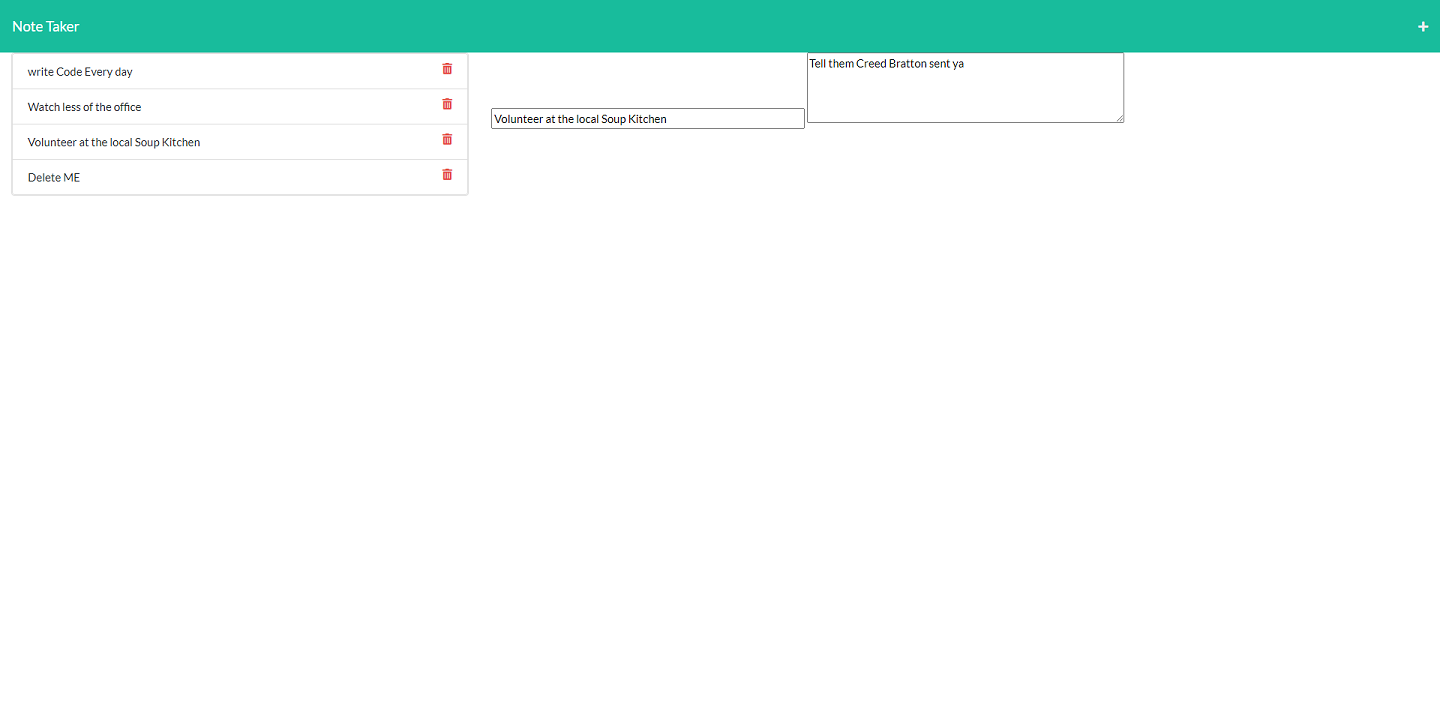 Note Taker
write Code Every day
Watch less of the office
Volunteer at the local Soup Kitchen
Delete ME
Volunteer at the local Soup Kitchen
Tell them Creed Bratton sent ya